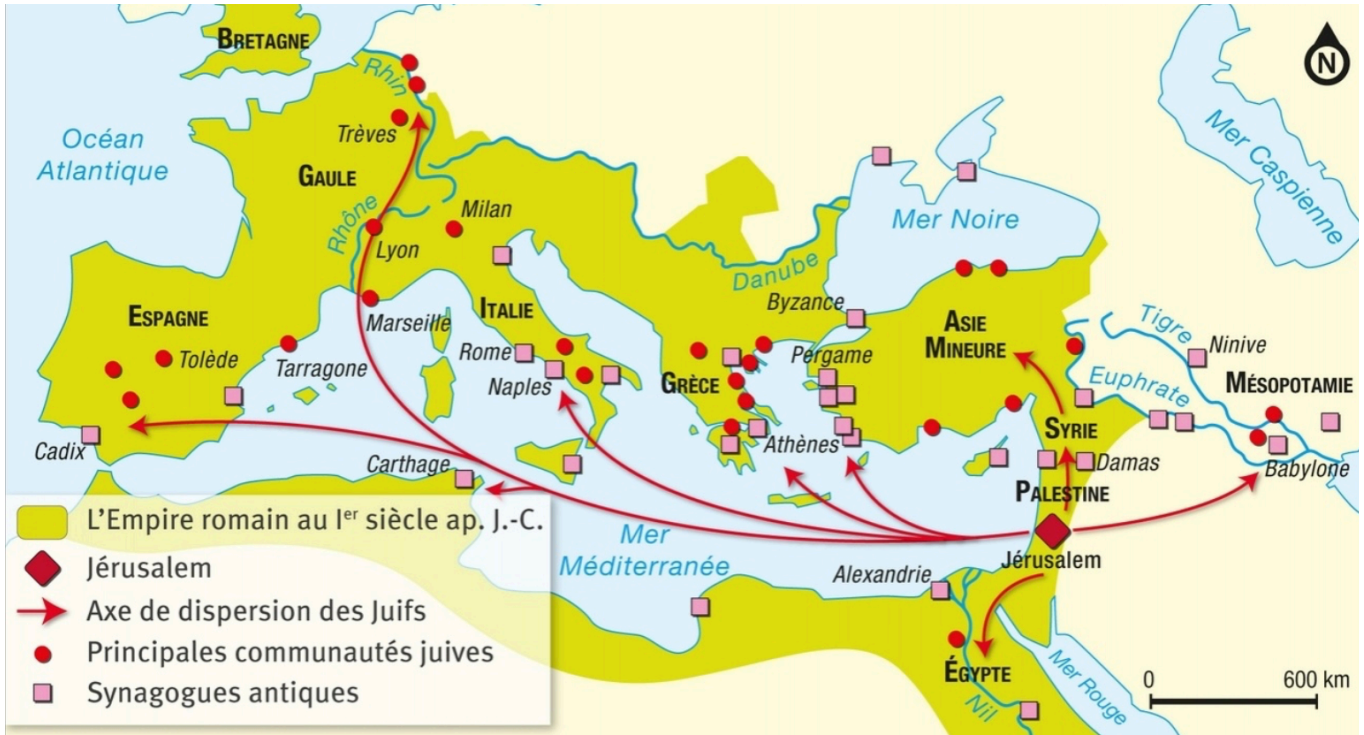 BRETAGNE
N
Rhin
Océan
Atlantique
Trèves
Mer Caspienne
GAULE
Rhône
Milan
Mer Noire
Lyon
Danube
ESPAGNE
Marseille
ITALIE
Byzance
ASIE
MINEURE
Tigre
Ninive
Tolède
Tarragone
Rome
Naples
GRÈCE
Pergame
Euphrate
MÉSOPOTAMIE
Cadix
Carthage
Athènes
SYRIE
Damas
Babylone
PALESTINE
L'Empire romain au Ier siècle ap. J.-C.
Jérusalem
Axe de dispersion des Juifs
Principales communautés juives
Synagogues antiques
Mer
Méditerranée
Jérusalem
Alexandrie
ÉGYPTE
Nil
Mer Rouge
0 600 km